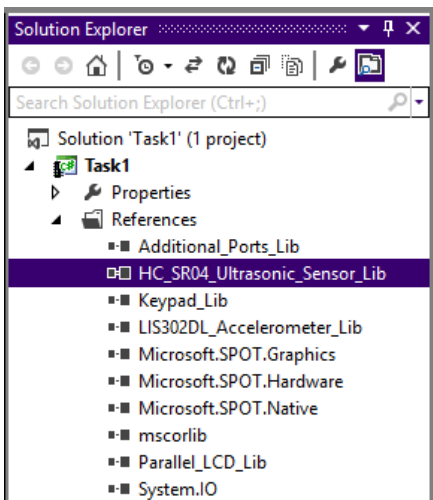 Solution Explorer
Search Solution Explorer (Ctrl+;)
Solution 'Task1' (1 project)
C# Task1
Properties
References
Additional_Ports_Lib
HC_SR04_Ultrasonic_Sensor_Lib
Keypad_Lib
LIS302DL_Accelerometer_Lib
Microsoft.SPOT.Graphics
Microsoft.SPOT.Hardware
Microsoft.SPOT.Native
mscorlib
Parallel_LCD_Lib
System.IO